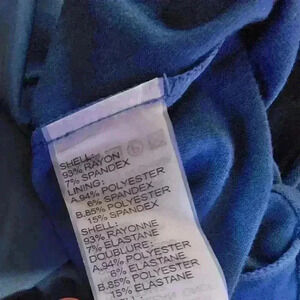 SHELL:
93% RAYON
7% SPANDEX
LINING:
A.94% POLYESTER
6% SPANDEX
B.85% POLYESTER
15% SPANDEX
SHELL:
93% RAYONNE
7% ELASTANE
DOUBLURE:
A.94% POLYESTER
6% ELASTANE
B.85% POLYESTER
15% ELASTANE